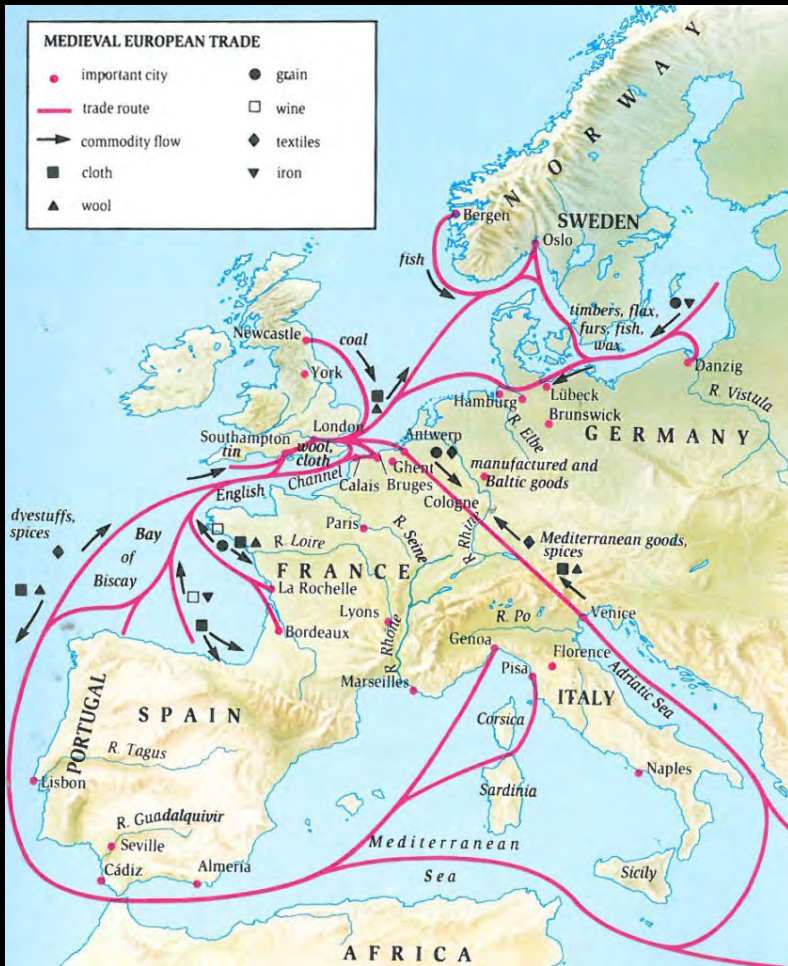 MEDIEVAL EUROPEAN TRADE
important city
trade route
commodity flow
cloth
wool
grain
wine
textiles
iron
NORWAY
Bergen
SWEDEN
Oslo
fish
timbers, flax,
furs, fish,
wax
Newcastle
coal
York
Danzig
R. Vistula
Hamburg
Lübeck
Brunswick
R. Elbe
GERMANY
London
Southampton
tin
wool,
cloth
Antwerp
Ghent
English Channel
Calais
Bruges
Cologne
manufactured and
Baltic goods
dyestuffs,
spices
Bay
of
Biscay
Paris
R. Seine
R. Rhine
Mediterranean goods,
spices
R. Loire
FRANCE
La Rochelle
Lyons
Bordeaux
R. Rhône
R. Po
Venice
Genoa
Florence
Pisa
Adriatic Sea
Marseilles
ITALY
Corsica
PORTUGAL
SPAIN
R. Tagus
Lisbon
Sardinia
Naples
R. Guadalquivir
Seville
Cádiz
Almería
Mediterranean
Sea
Sicily
AFRICA